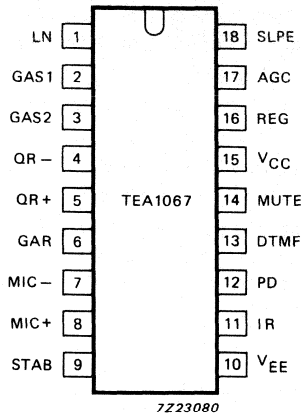 LN 1 18 SLPE
GAS1 2 17 AGC
GAS2 3 16 REG
QR− 4 15 VCC
QR+ 5 TEA1067 14 MUTE
GAR 6 13 DTMF
MIC− 7 12 PD
MIC+ 8 11 IR
STAB 9 10 VEE
7Z23080